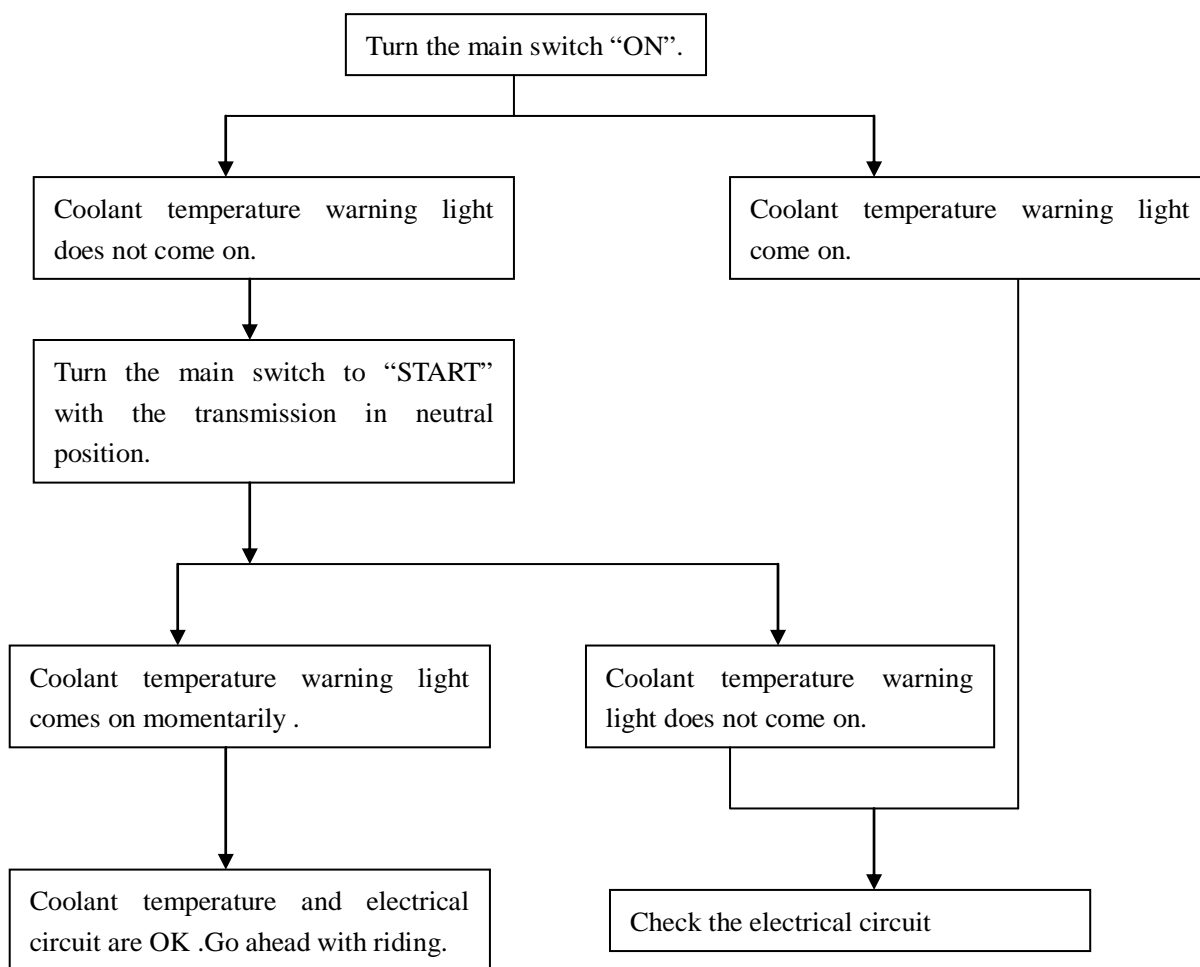 Turn the main switch “ON”.
Coolant temperature warning light
does not come on.
Coolant temperature warning light
come on.
Turn the main switch to “START”
with the transmission in neutral
position.
Coolant temperature warning light
comes on momentarily .
Coolant temperature warning
light does not come on.
Coolant temperature and electrical
circuit are OK .Go ahead with riding.
Check the electrical circuit